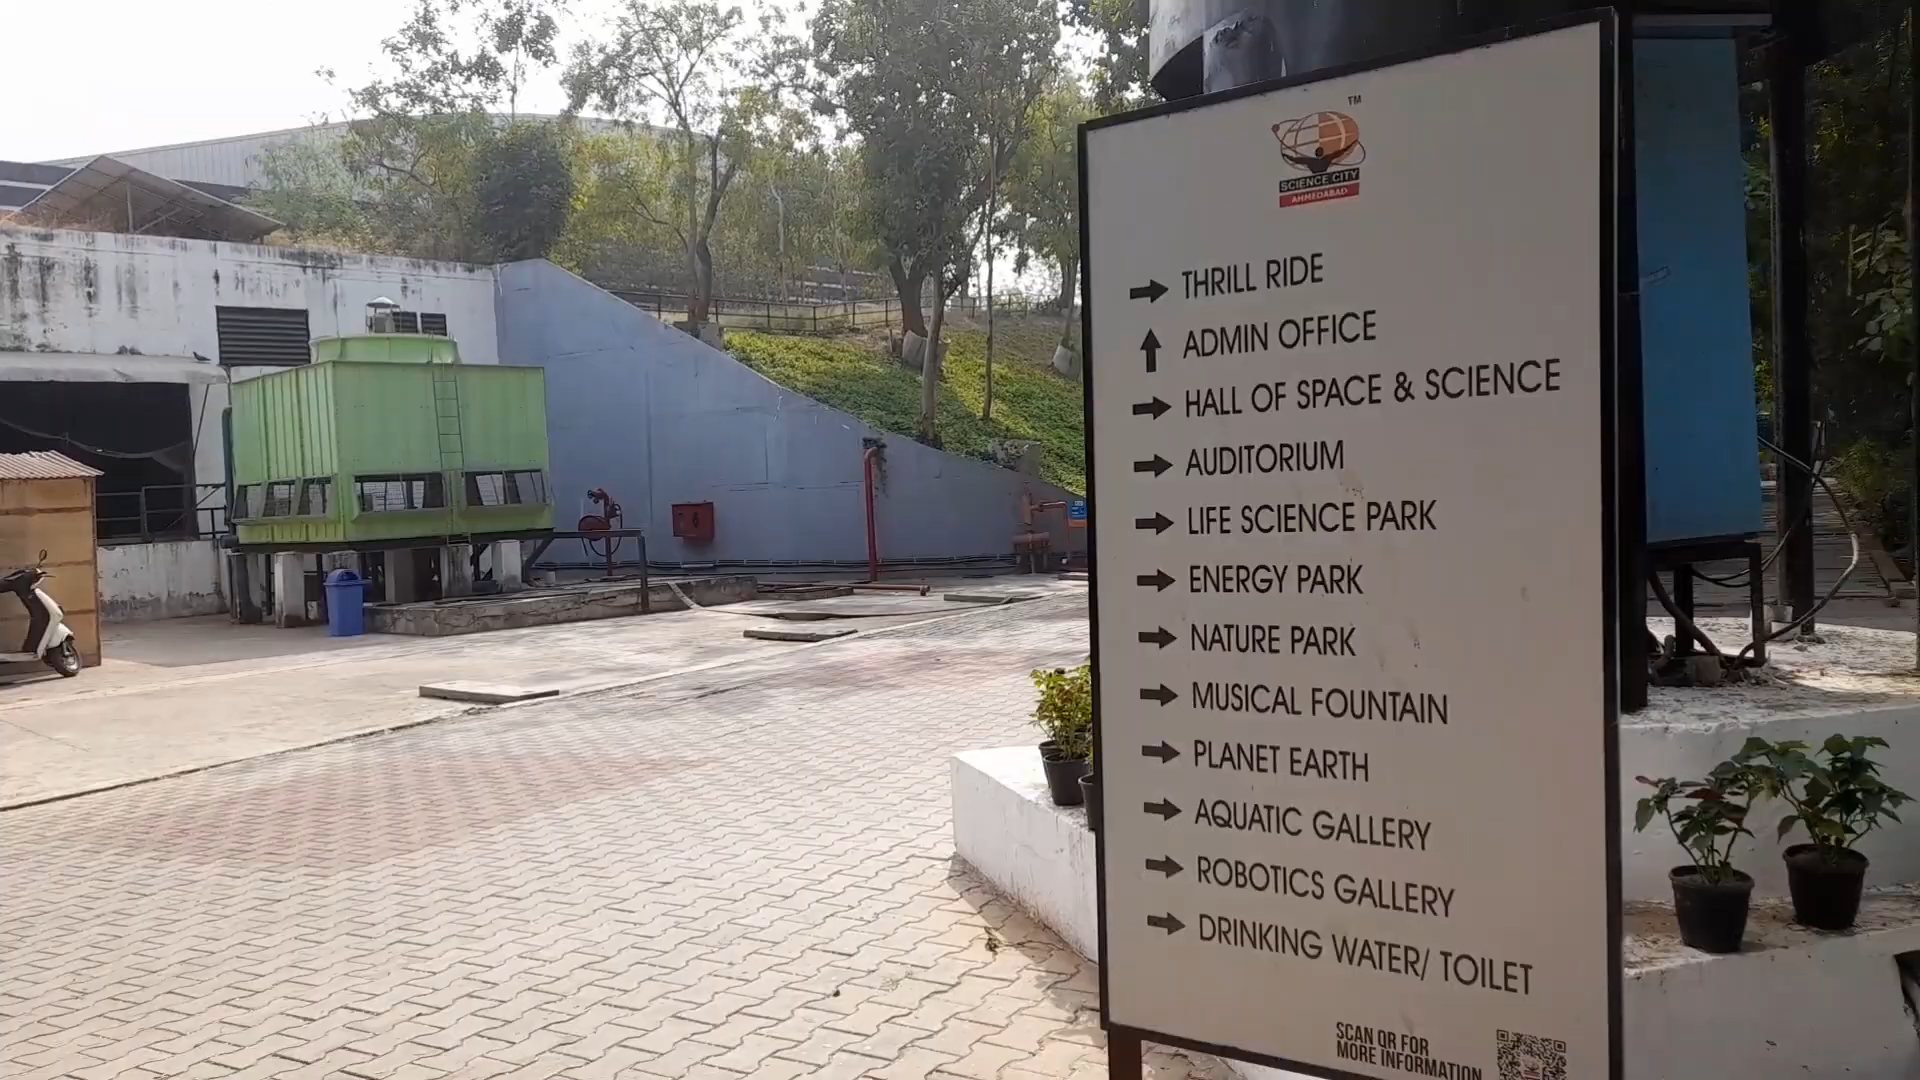 TM
SCIENCE CITY
AHMEDABAD
THRILL RIDE
ADMIN OFFICE
HALL OF SPACE & SCIENCE
AUDITORIUM
LIFE SCIENCE PARK
ENERGY PARK
NATURE PARK
MUSICAL FOUNTAIN
PLANET EARTH
AQUATIC GALLERY
ROBOTICS GALLERY
DRINKING WATER/ TOILET
SCAN QR FOR
MORE INFORMATION